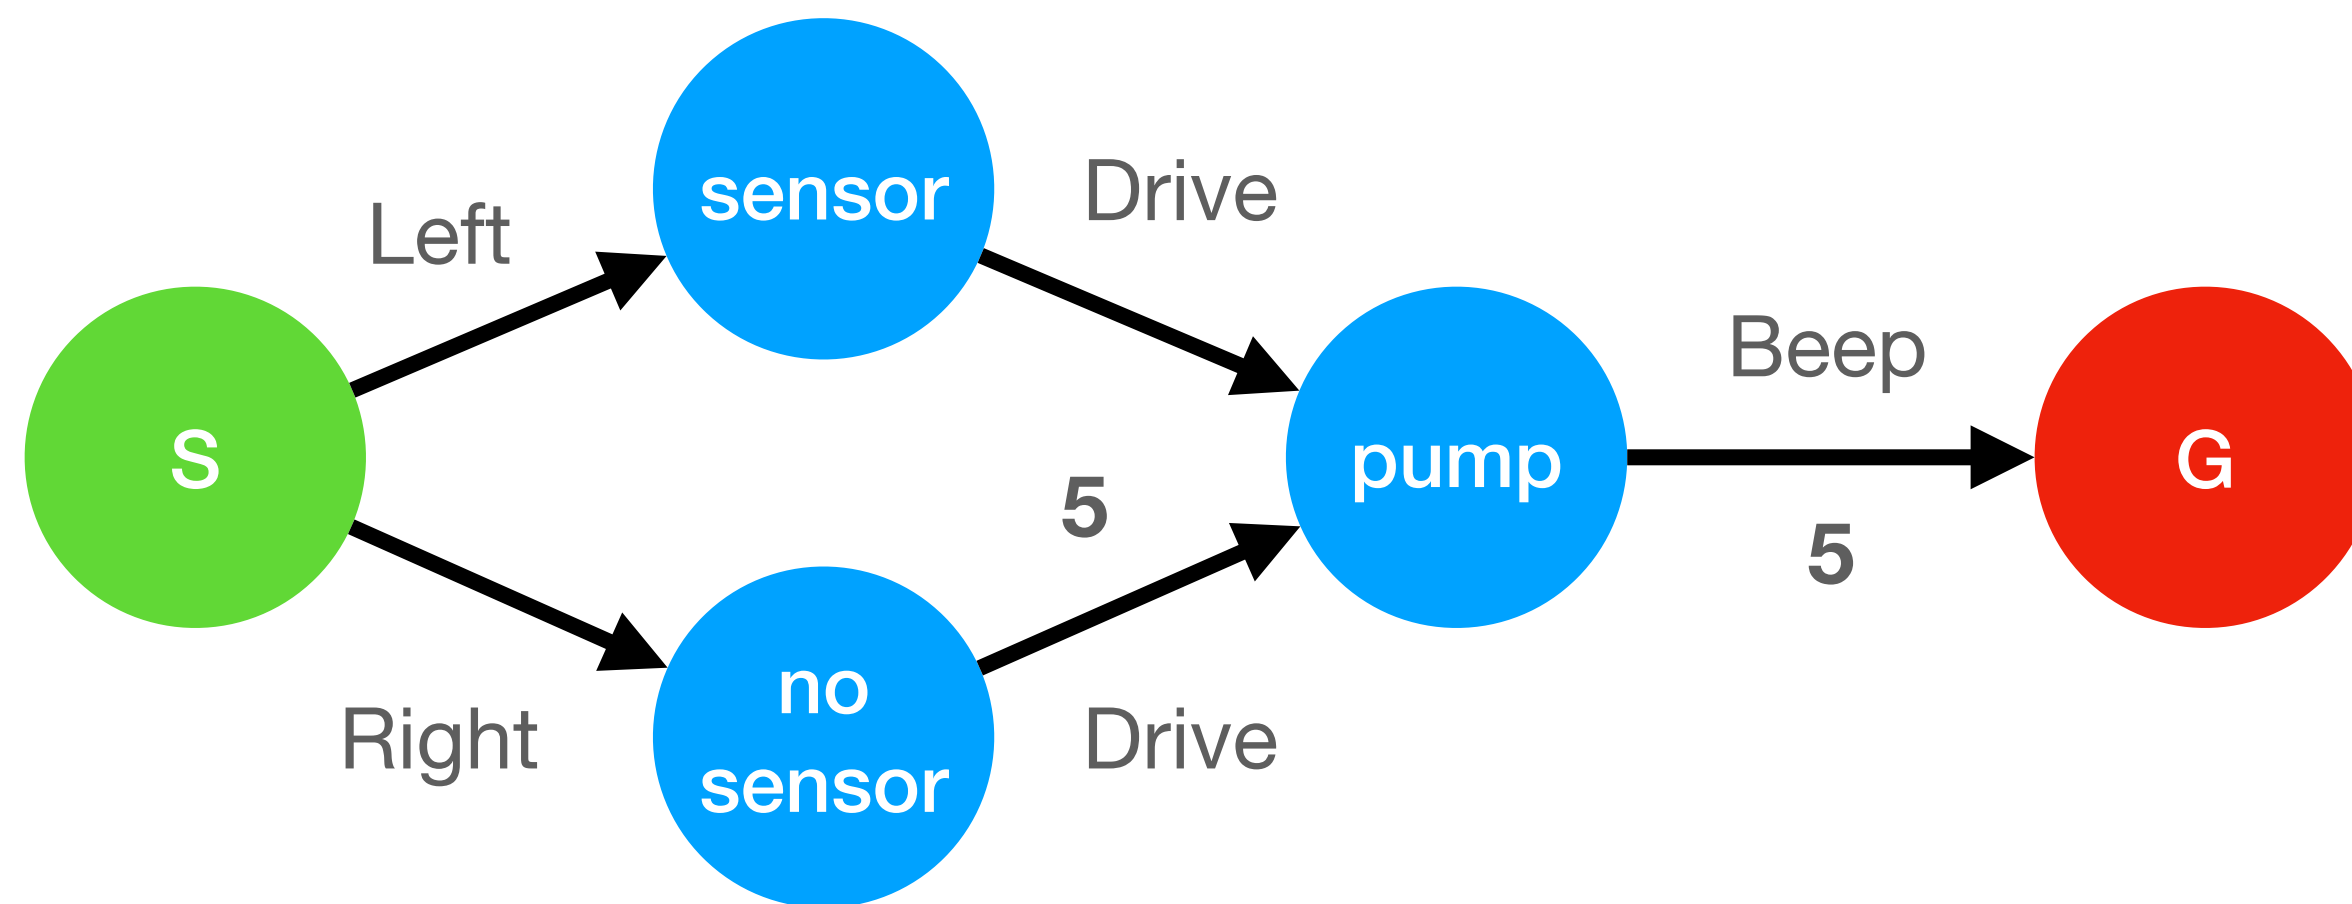 sensor
Drive
Left
Beep
S
pump
G
5
5
no
sensor
Right
Drive